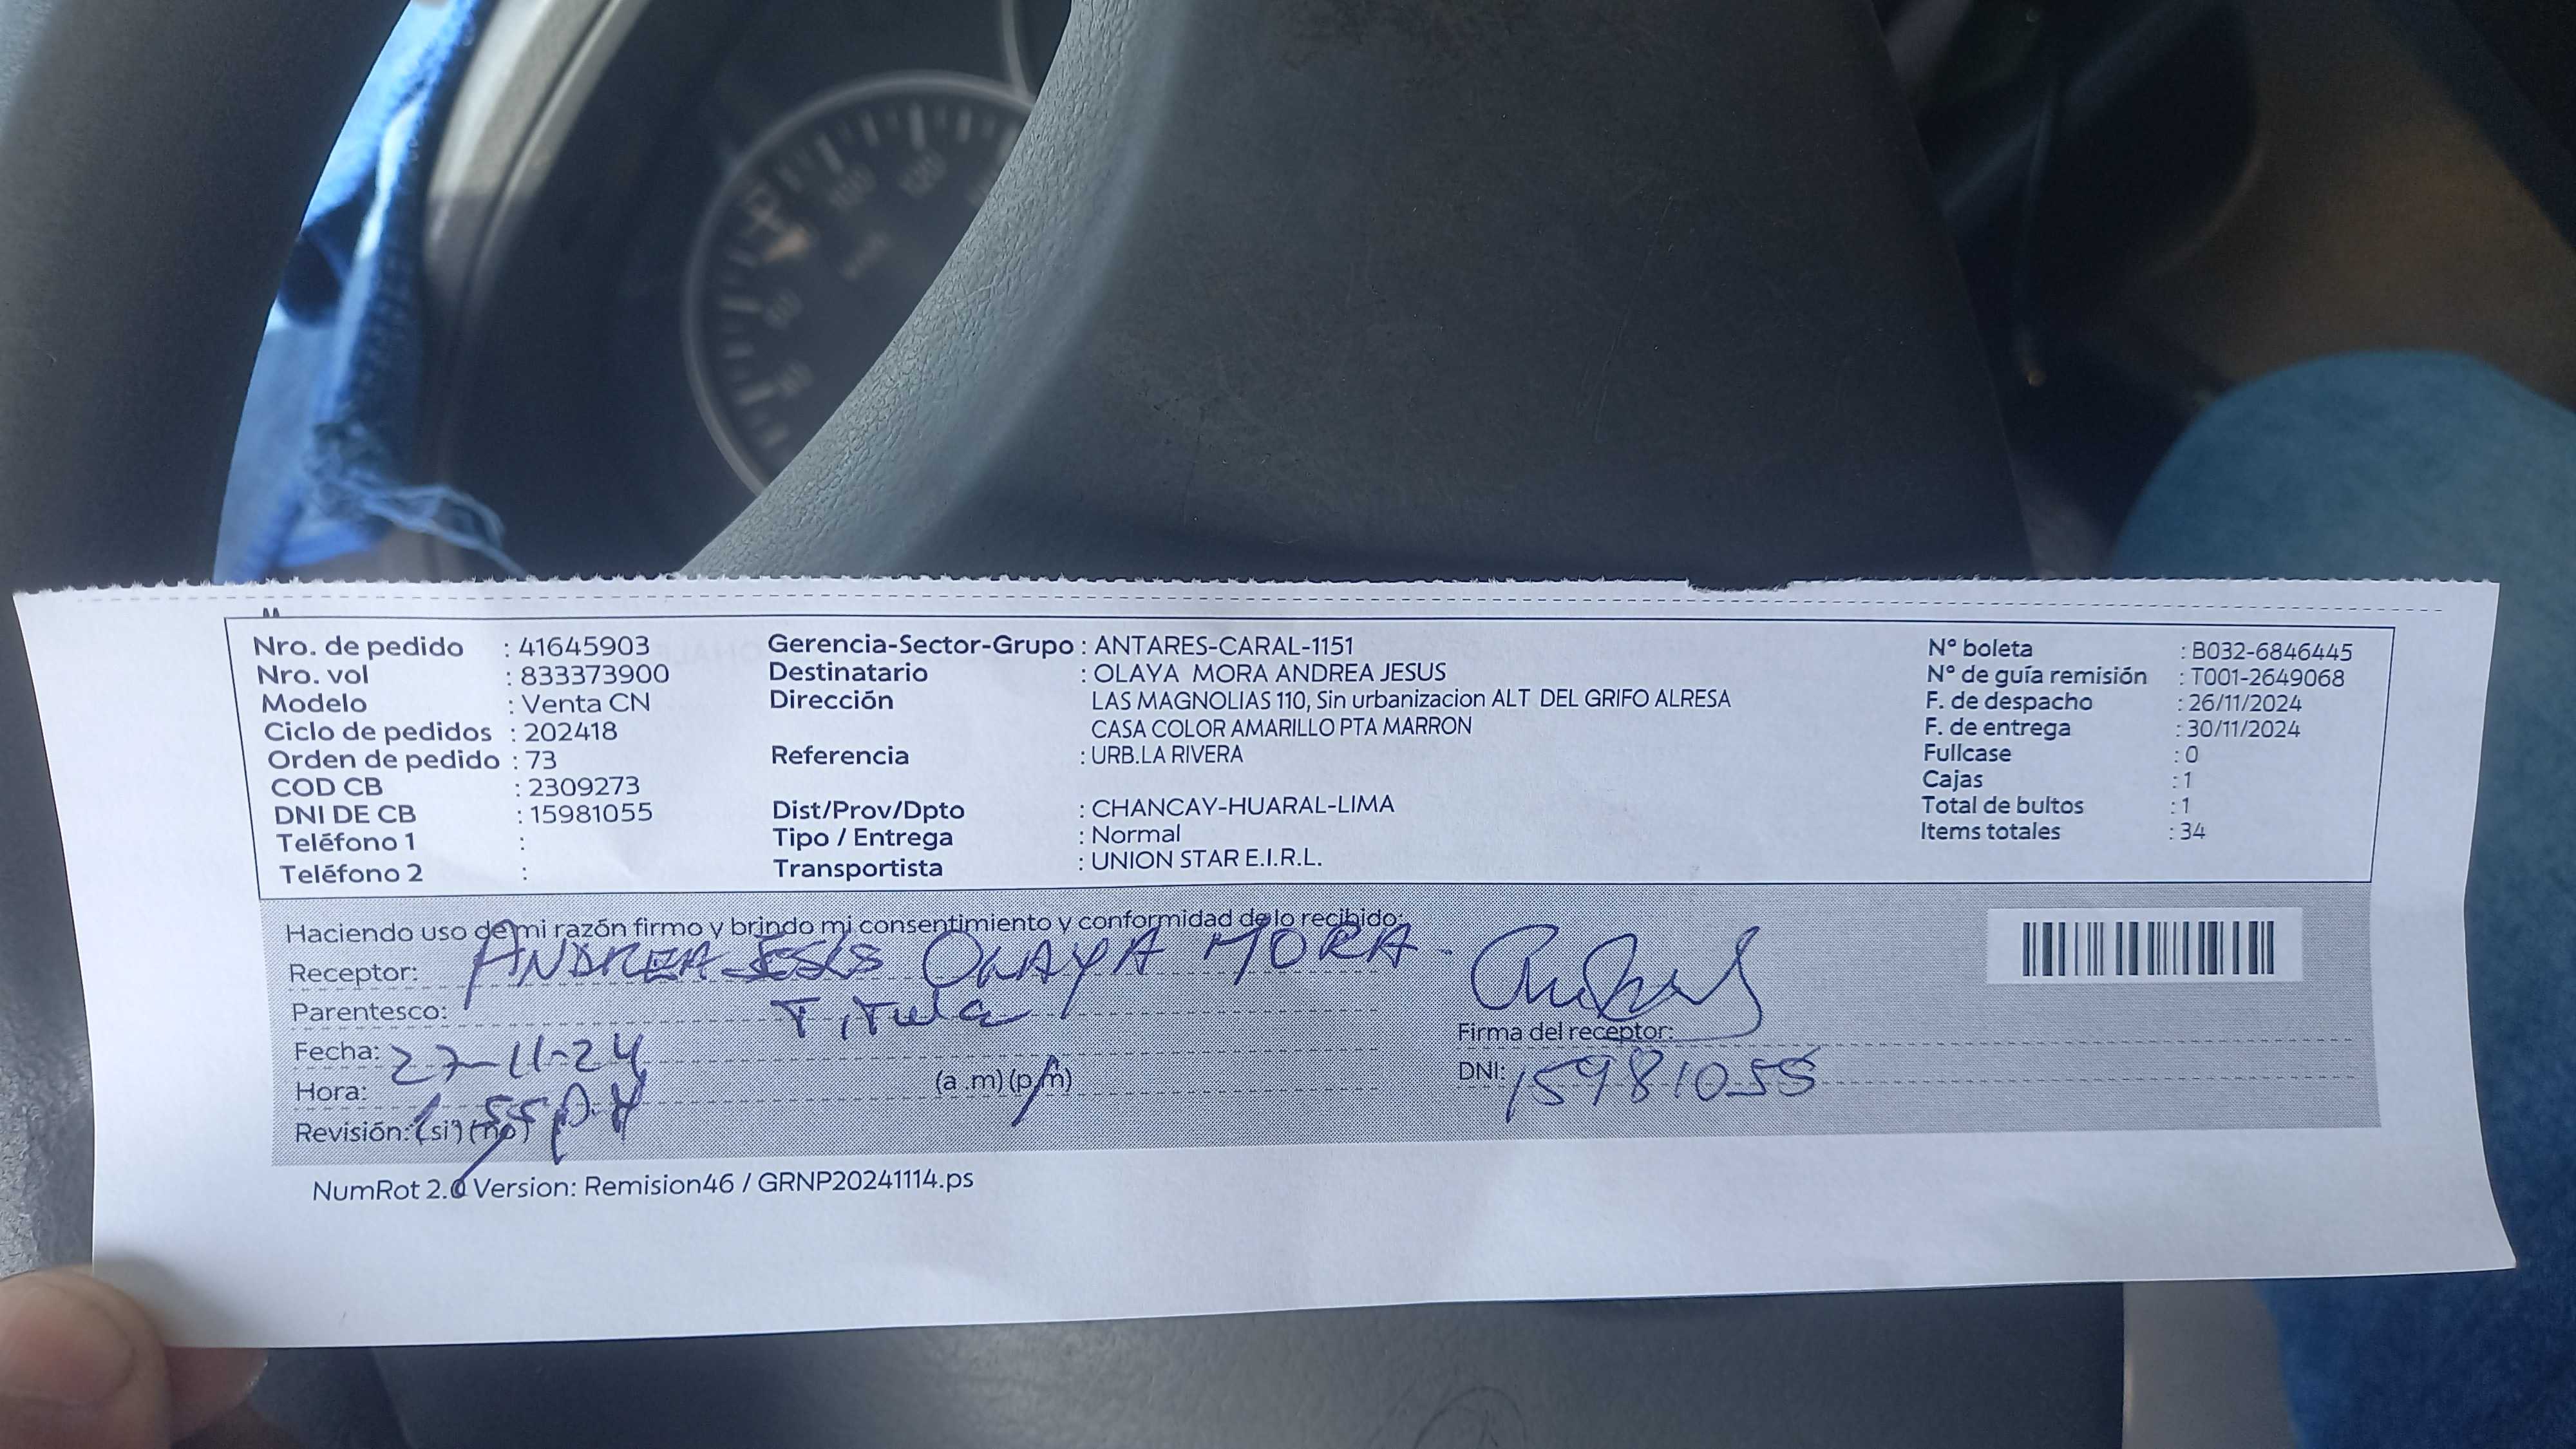 Nro. de pedido : 41645903
Nro. vol : 833373900
Modelo : Venta CN
Ciclo de pedidos : 202418
Orden de pedido : 73
COD CB : 2309273
DNI DE CB : 15981055
Teléfono 1 :
Teléfono 2 :
Gerencia-Sector-Grupo : ANTARES-CARAL-1151
Destinatario : OLAYA MORA ANDREA JESUS
Dirección LAS MAGNOLIAS 110, Sin urbanizacion ALT DEL GRIFO ALRESA
CASA COLOR AMARILLO PTA MARRON
Referencia : URB.LA RIVERA
Dist/Prov/Dpto : CHANCAY-HUARAL-LIMA
Tipo / Entrega : Normal
Transportista : UNION STAR E.I.R.L.
N° boleta : B032-6846445
N° de guía remisión : T001-2649068
F. de despacho : 26/11/2024
F. de entrega : 30/11/2024
Fullcase : 0
Cajas : 1
Total de bultos : 1
Items totales : 34
Haciendo uso de mi razón firmo y brindo mi consentimiento y conformidad de lo recibido:
Receptor: ANDREA JESUS OLAYA MORA
Parentesco: Titula
Fecha: 27-11-24
Hora: 1:55 P.M (a .m) (p/m)
Revisión: (si) (no)
Firma del receptor:
DNI: 15981055
NumRot 2.0 Version: Remision46 / GRNP20241114.ps
100
120